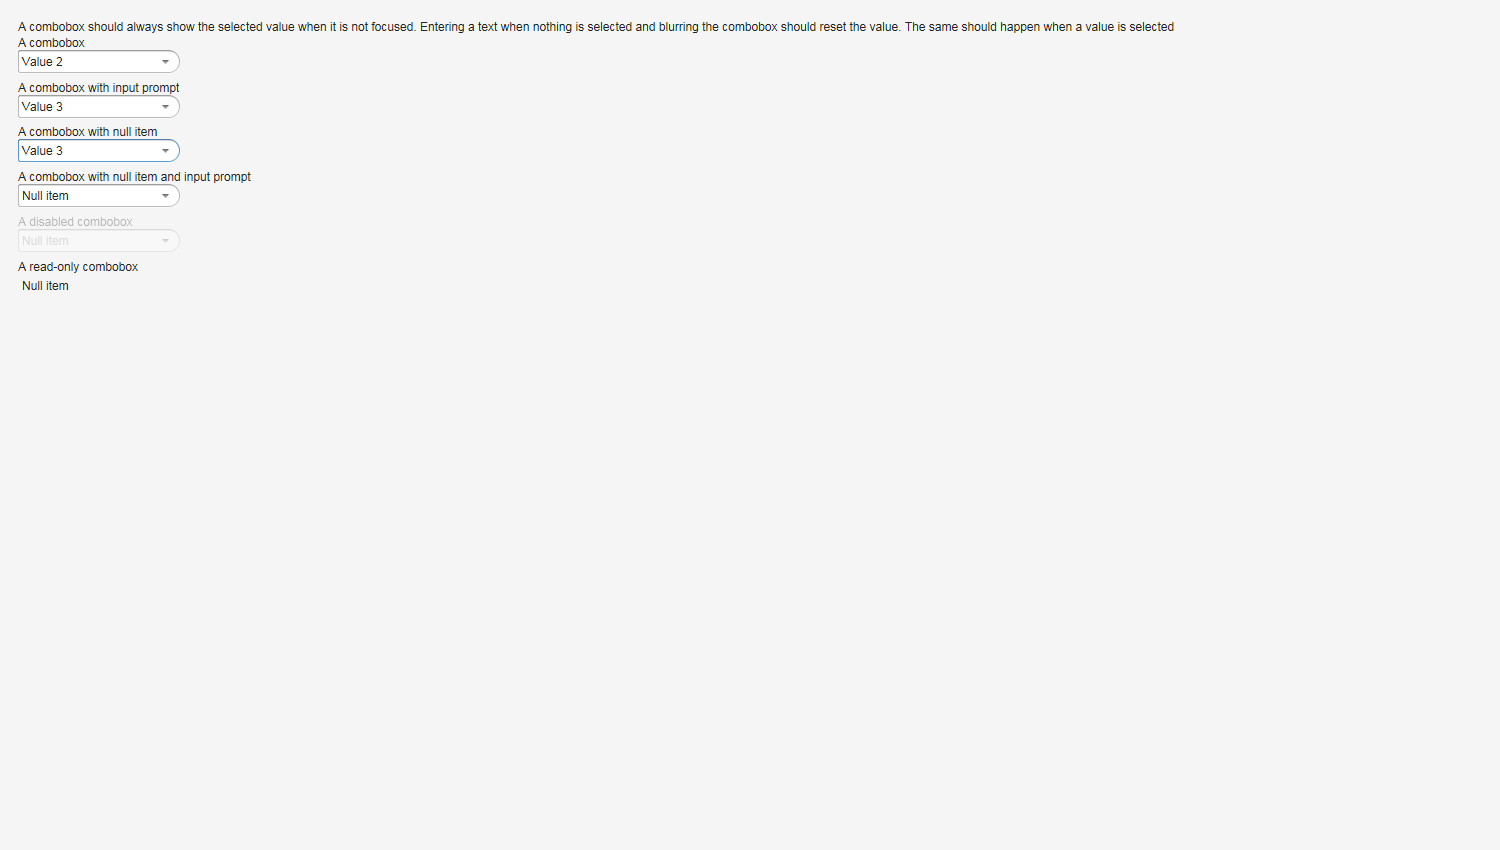 A combobox should always show the selected value when it is not focused. Entering a text when nothing is selected and blurring the combobox should reset the value. The same should happen when a value is selected
A combobox
Value 2
A combobox with input prompt
Value 3
A combobox with null item
Value 3
A combobox with null item and input prompt
Null item
A disabled combobox
Null item
A read-only combobox
Null item